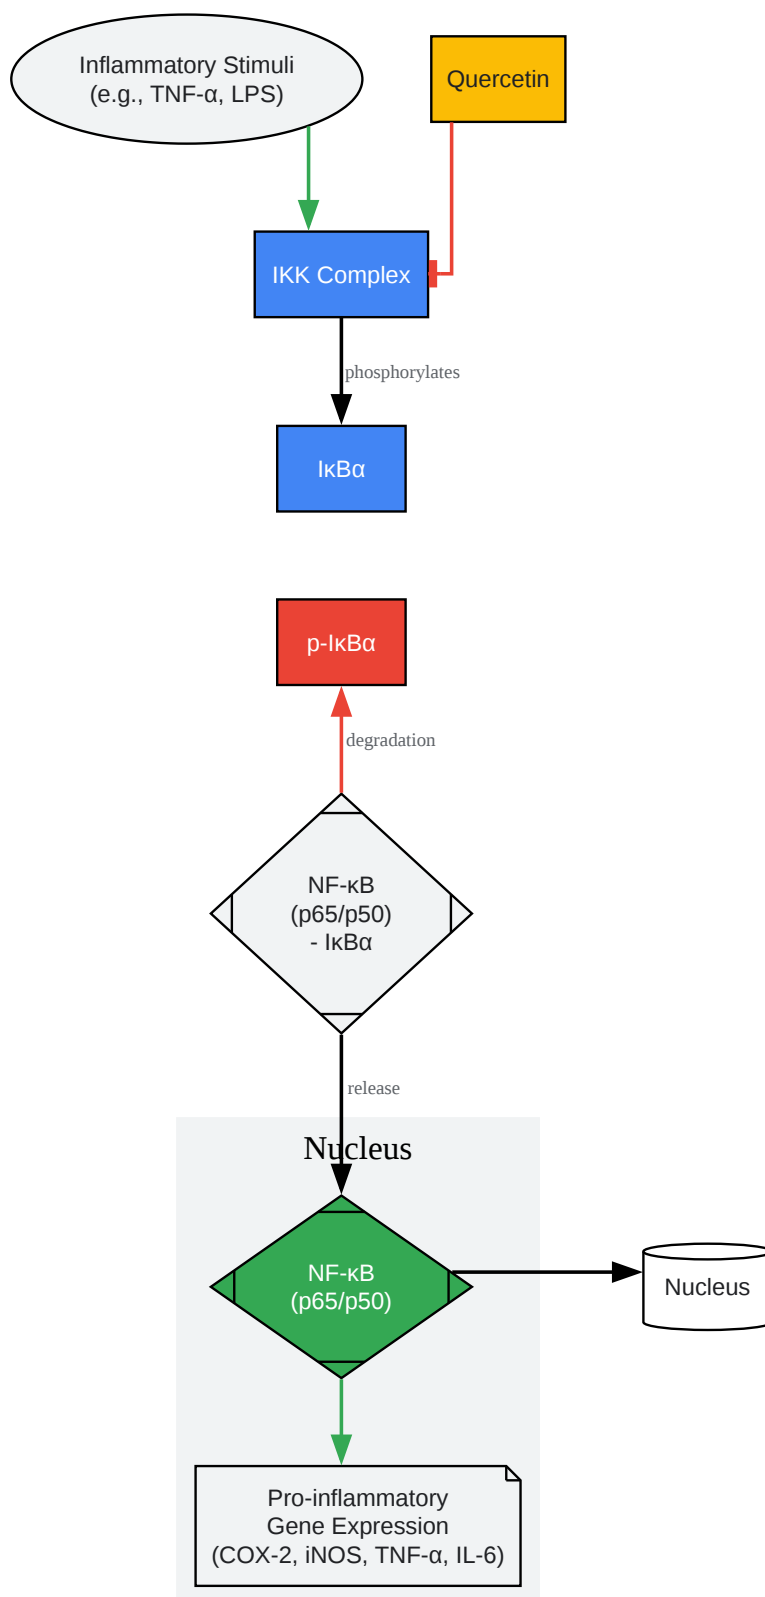 Inflammatory Stimuli
(e.g., TNF-α, LPS)
Quercetin
IKK Complex
phosphorylates
IκBα
p-IκBα
degradation
NF-κB
(p65/p50)
- IκBα
release
Nucleus
NF-κB
(p65/p50)
Nucleus
Pro-inflammatory
Gene Expression
(COX-2, iNOS, TNF-α, IL-6)